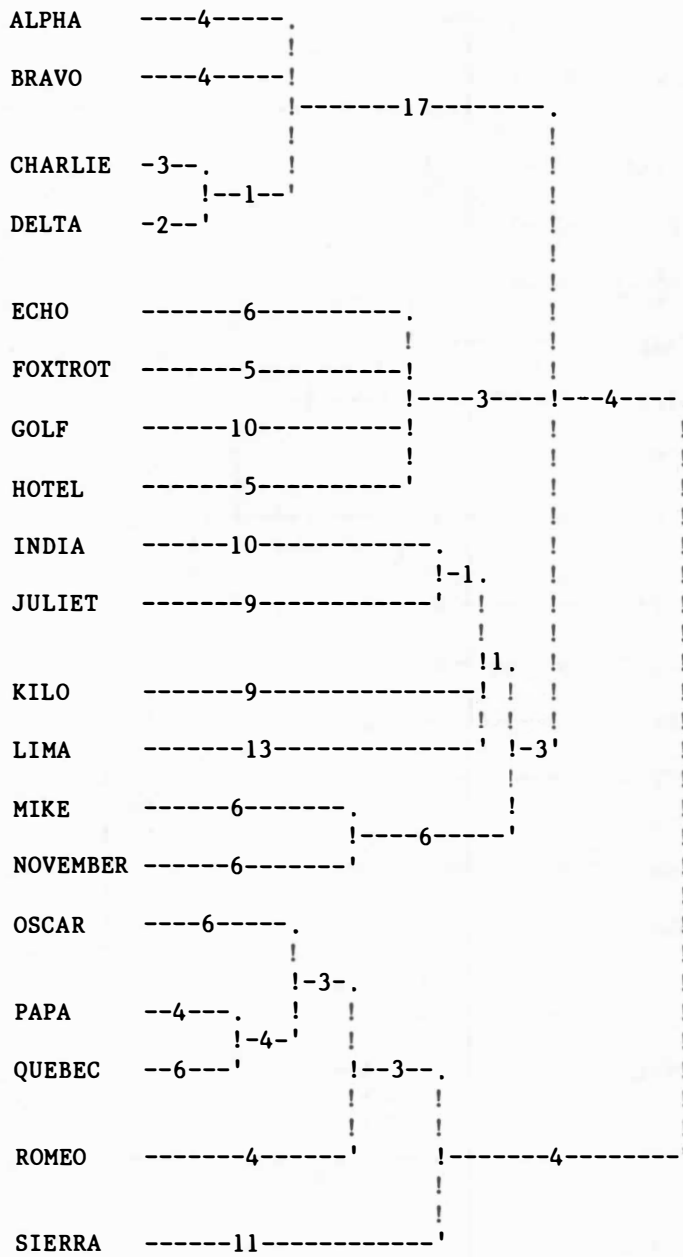 ALPHA ----4-----.
!
BRAVO ----4-----!
!-------17--------.
! !
CHARLIE -3--. ! !
!--1--' !
DELTA -2--' !
!
!
ECHO -------6----------. !
! !
FOXTROT -------5----------! !
!----3----!---4----
GOLF ------10----------! ! !
! ! !
HOTEL -------5----------' ! !
! !
INDIA ------10------------. ! !
!-1. ! !
JULIET -------9------------' ! ! !
! ! !
!1. ! !
KILO -------9---------------! ! ! !
! ! ! !
LIMA -------13--------------' !-3' !
! !
MIKE ------6-------. ! !
!----6-----' !
NOVEMBER ------6-------' !
!
OSCAR ----6-----. !
! !
!-3-. !
PAPA --4---. ! ! !
!-4-' ! !
QUEBEC --6---' !--3--. !
! ! !
! ! !
ROMEO -------4------' !-------4--------'
!
!
SIERRA ------11------------'